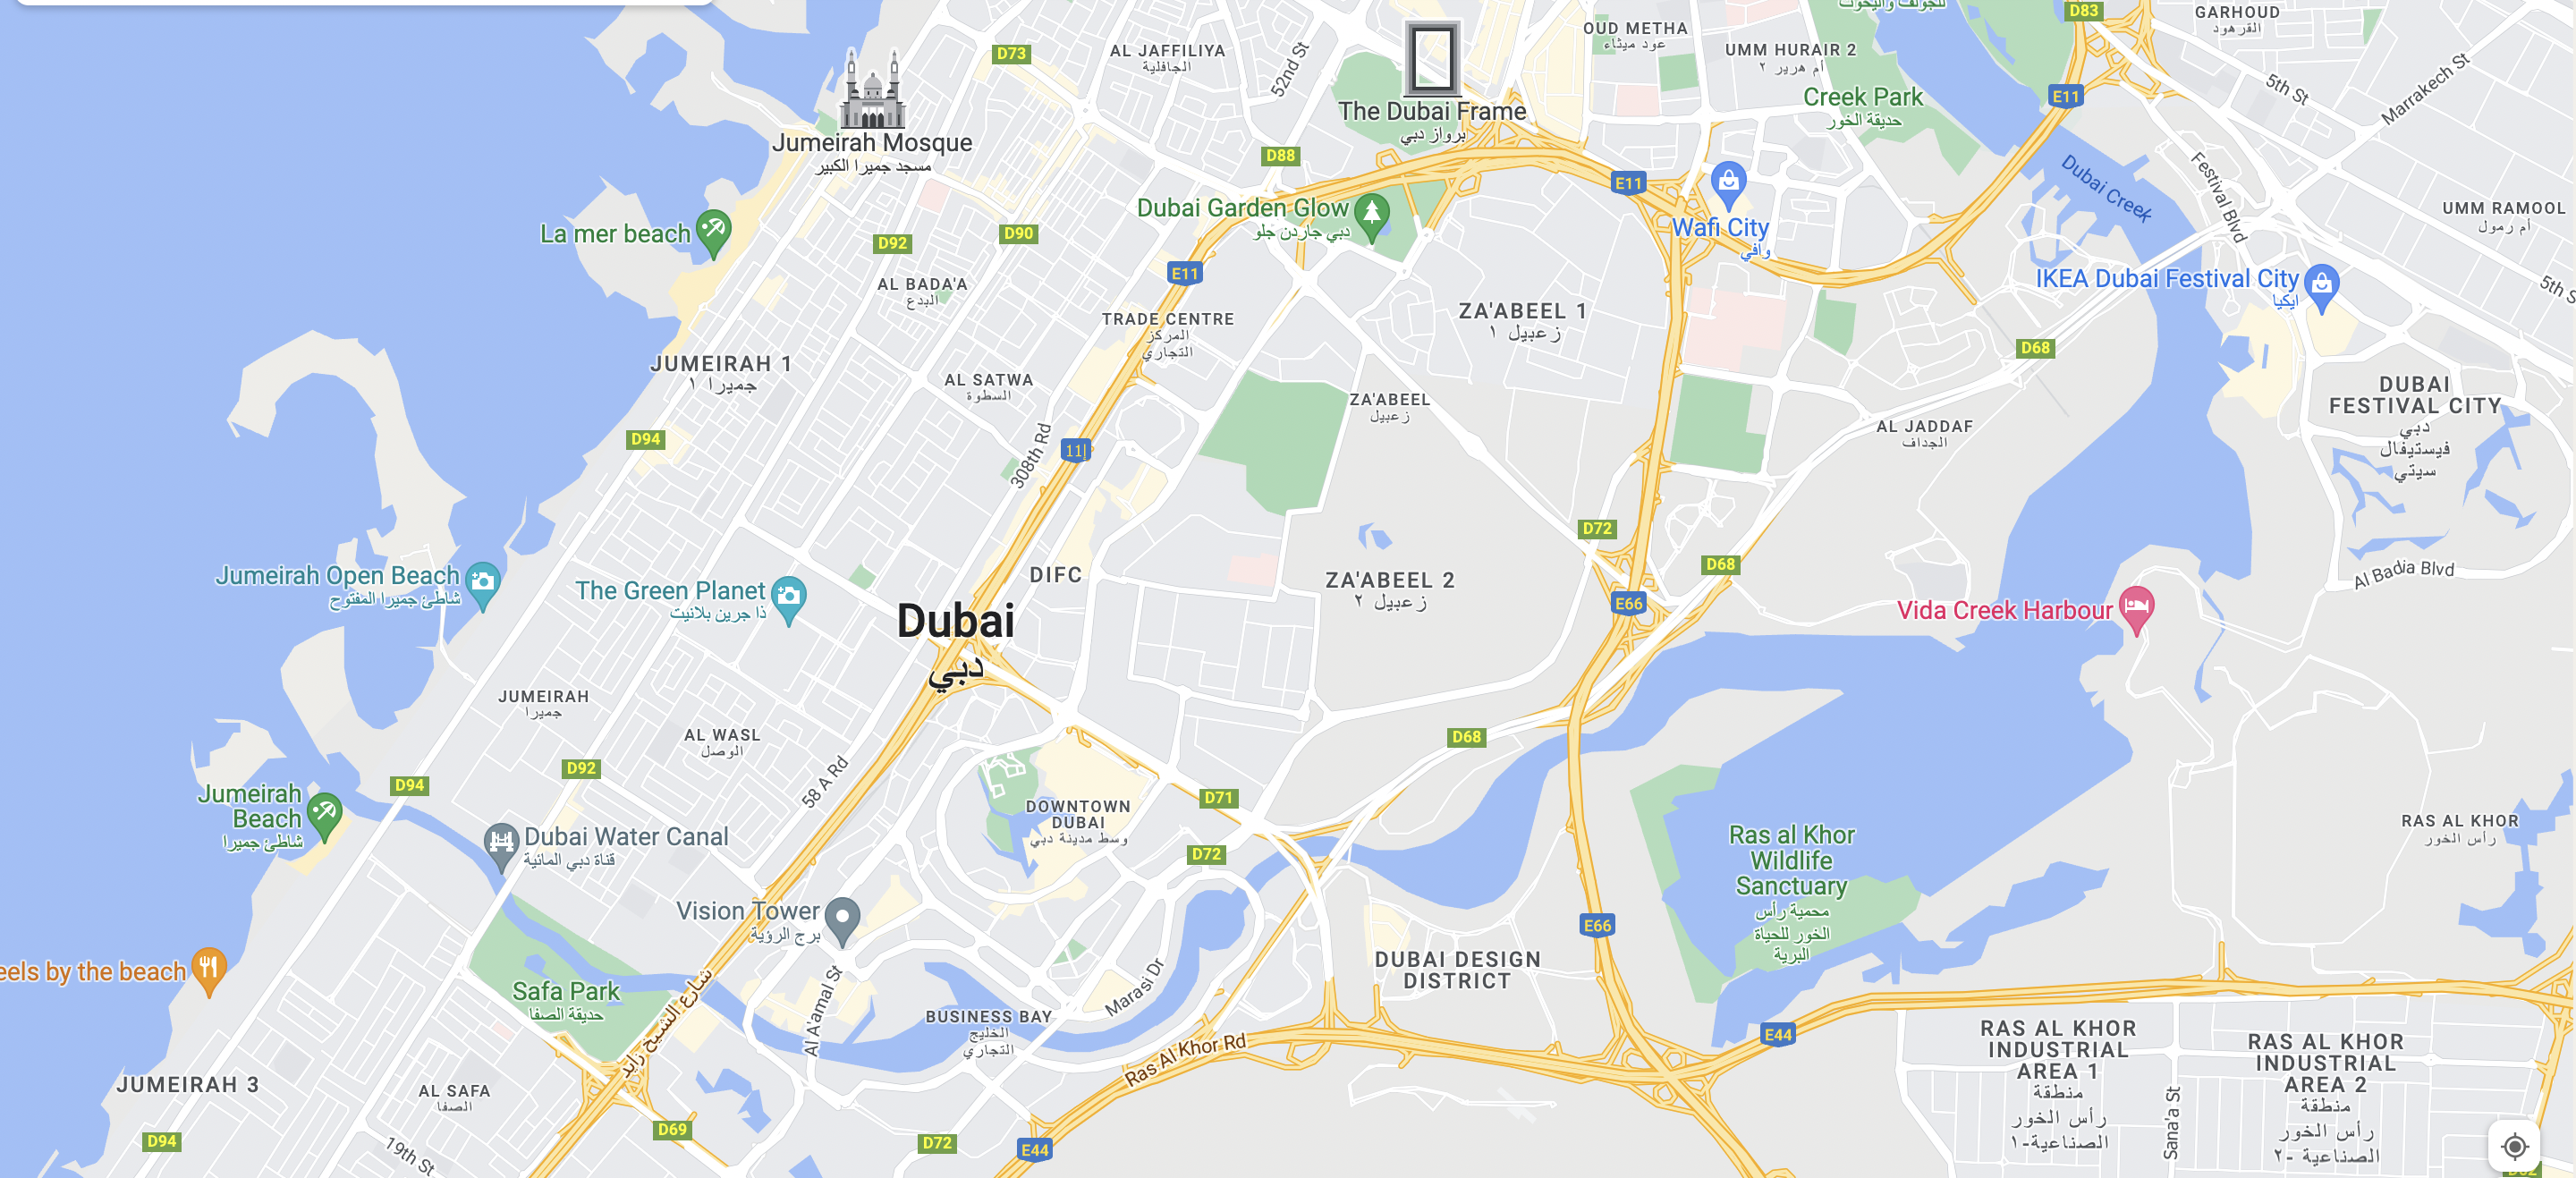 للجولف واليخوت
D83
GARHOUD
القرهود
OUD METHA
عود ميثاء
UMM HURAIR 2
أم هرير ٢
D73
AL JAFFILIYA
الجافلية
52nd St
5th St
Marrakech St
E11
Creek Park
حديقة الخور
The Dubai Frame
برواز دبي
Jumeirah Mosque
مسجد جميرا الكبير
D88
E11
Dubai Creek
Festival Blvd
UMM RAMOOL
أم رمول
Dubai Garden Glow
دبي جاردن جلو
Wafi City
وافي
La mer beach
D92
D90
E11
IKEA Dubai Festival City
ايكيا
5th S
AL BADA'A
البدع
TRADE CENTRE
المركز
التجاري
ZA'ABEEL 1
زعبيل ١
D68
JUMEIRAH 1
جميرا ١
AL SATWA
السطوة
ZA'ABEEL
زعبيل
DUBAI
FESTIVAL CITY
دبي
فيستيفال
سيتي
D94
308th Rd
AL JADDAF
الجداف
D72
D68
Al Badia Blvd
Jumeirah Open Beach
شاطئ جميرا المفتوح
The Green Planet
ذا جرين بلانيت
DIFC
ZA'ABEEL 2
زعبيل ٢
E66
Vida Creek Harbour
Dubai
دبي
JUMEIRAH
جميرا
AL WASL
الوصل
D68
D92
D94
58 A Rd
D71
Jumeirah
Beach
شاطئ جميرا
DOWNTOWN
DUBAI
وسط مدينة دبي
Dubai Water Canal
قناة دبي المائية
D72
Ras al Khor
Wildlife
Sanctuary
محمية رأس
الخور للحياة
البرية
RAS AL KHOR
رأس الخور
Vision Tower
برج الرؤية
E66
eels by the beach
DUBAI DESIGN
DISTRICT
Safa Park
حديقة الصفا
شارع الشيخ زايد
Al A'amal St
Marasi Dr
BUSINESS BAY
الخليج
التجاري
Ras Al Khor Rd
E44
RAS AL KHOR
INDUSTRIAL
AREA 1
منطقة
رأس الخور
الصناعية-١
RAS AL KHOR
INDUSTRIAL
AREA 2
منطقة
رأس الخور
الصناعية -٢
JUMEIRAH 3
AL SAFA
الصفا
D94
19th St
D69
D72
E44
Sana'a St